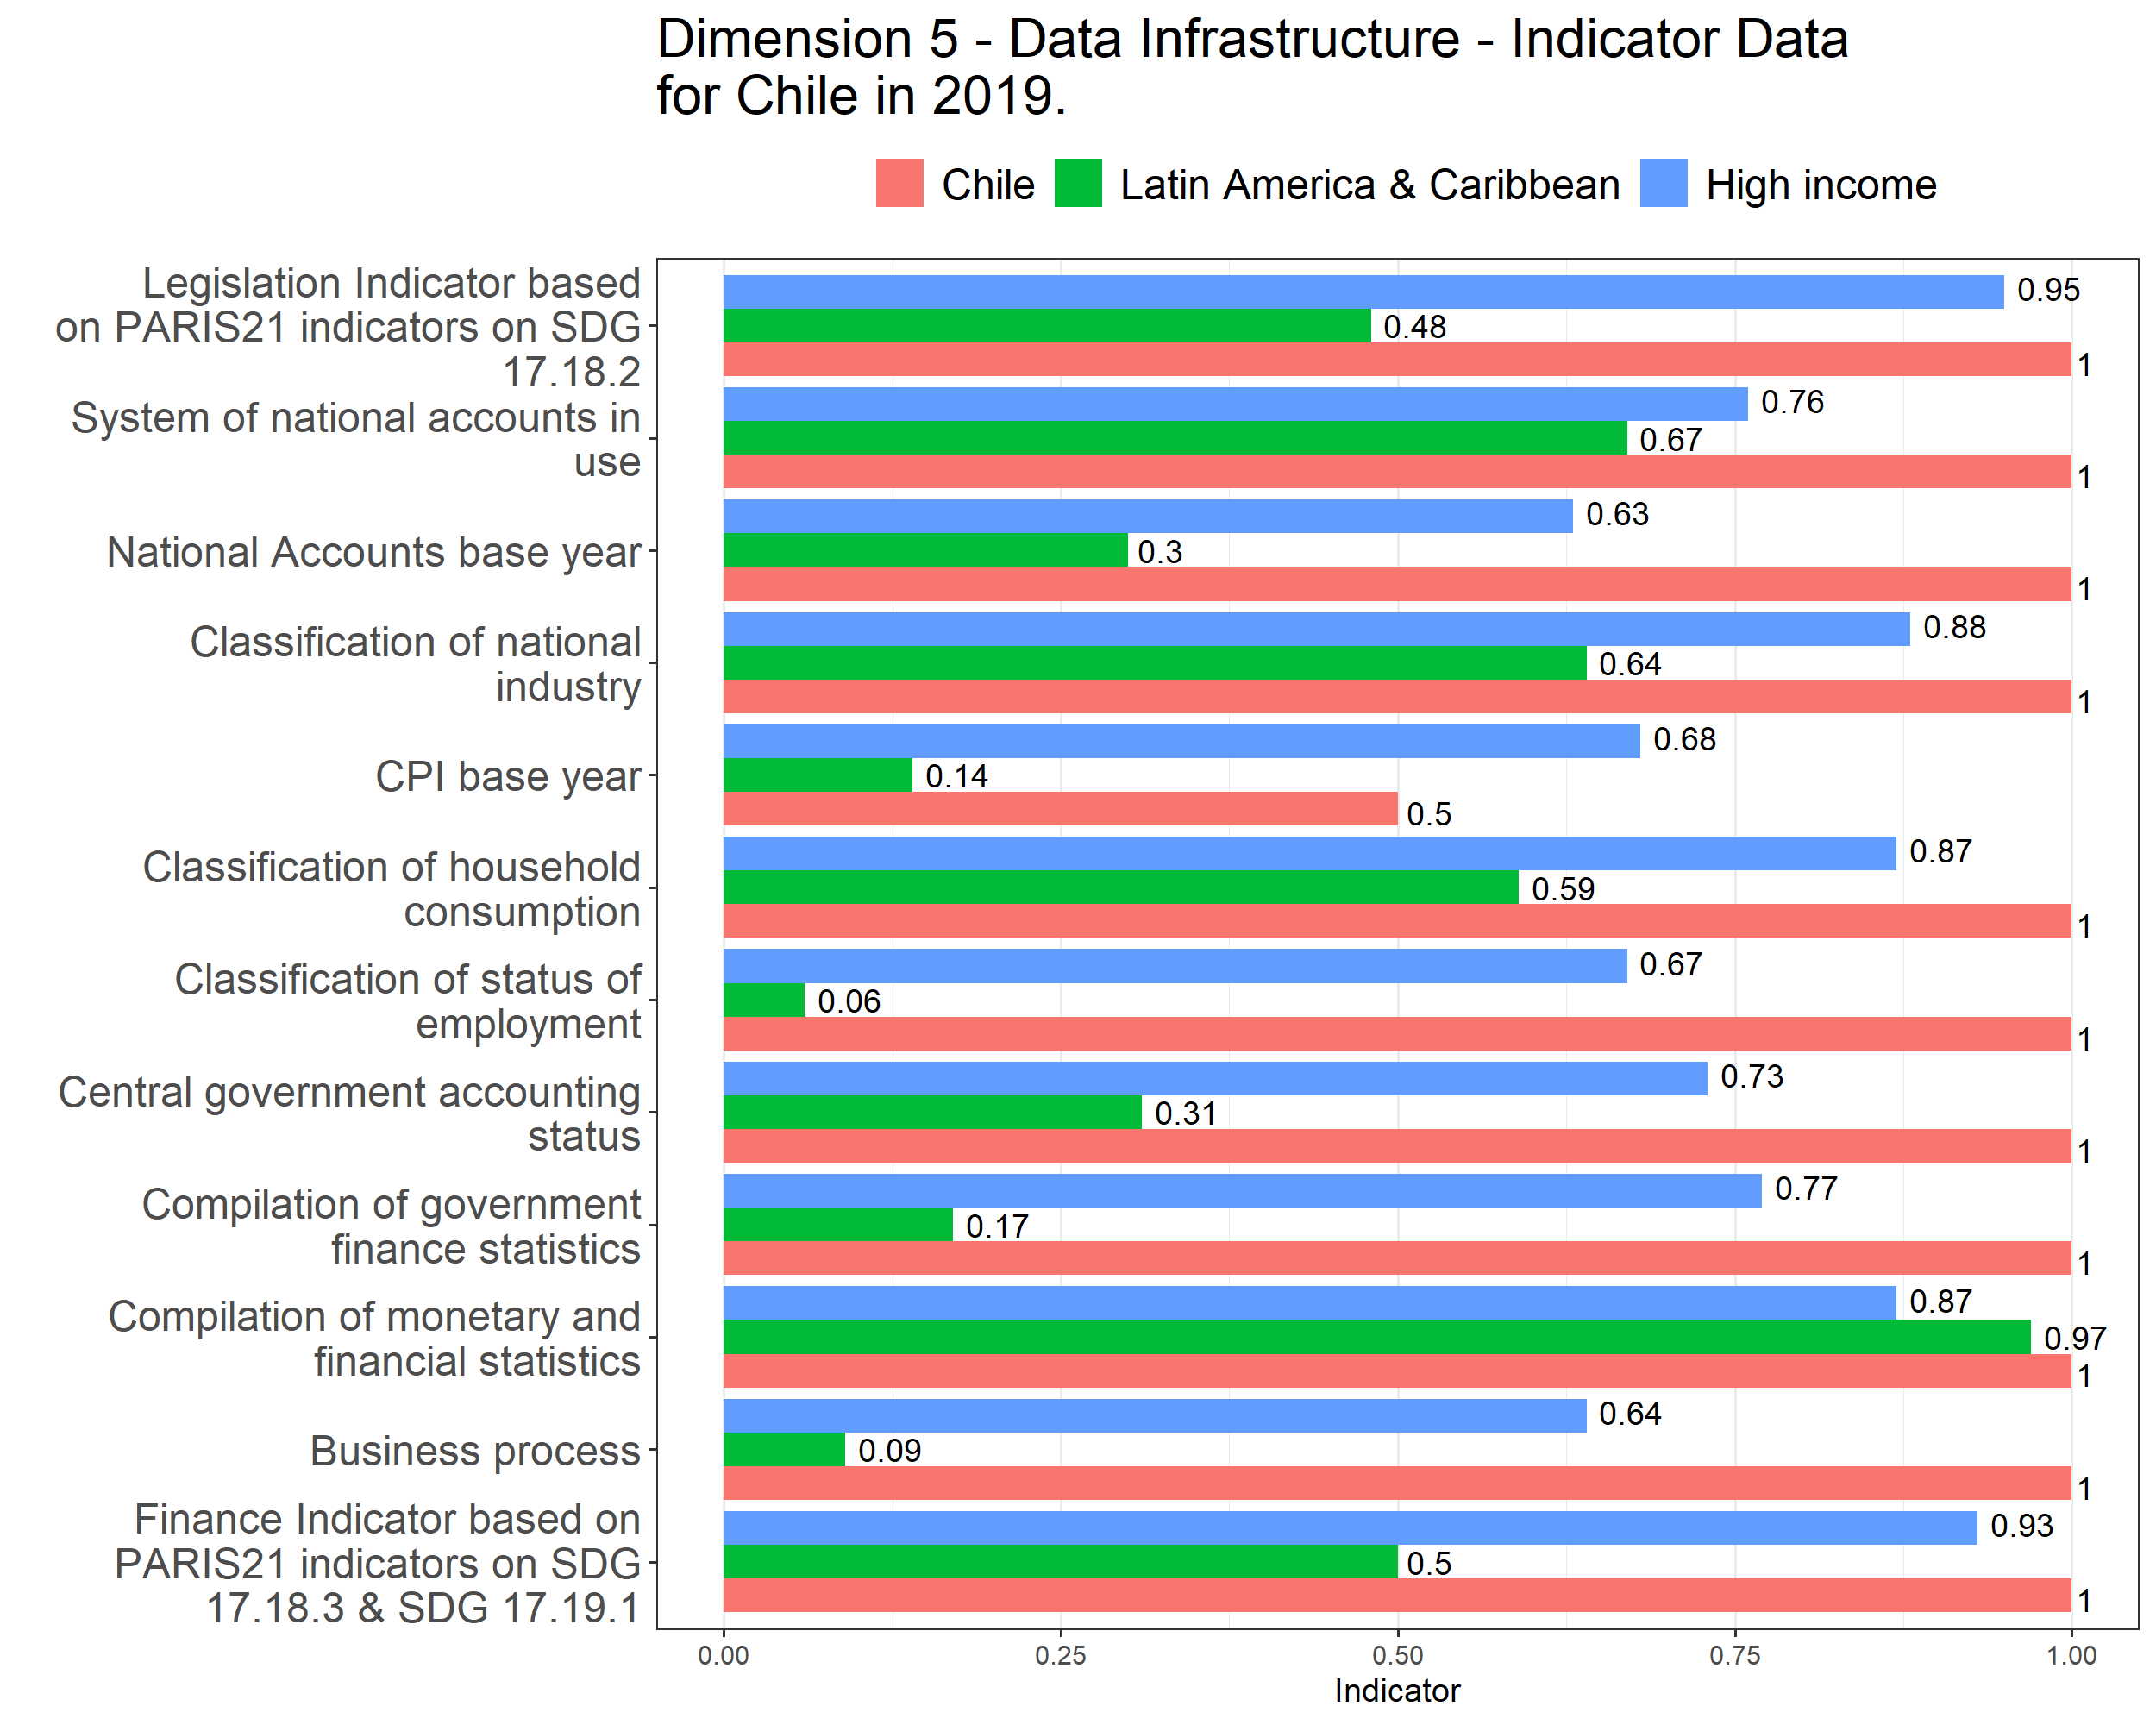 Dimension 5 - Data Infrastructure - Indicator Data
for Chile in 2019.
Chile Latin America & Caribbean High income
Legislation Indicator based
on PARIS21 indicators on SDG
17.18.2
0.95
0.48
1
System of national accounts in
use
0.76
0.67
1
National Accounts base year
0.63
0.3
1
Classification of national
industry
0.88
0.64
1
CPI base year
0.68
0.14
0.5
Classification of household
consumption
0.87
0.59
1
Classification of status of
employment
0.67
0.06
1
Central government accounting
status
0.73
0.31
1
Compilation of government
finance statistics
0.77
0.17
1
Compilation of monetary and
financial statistics
0.87
0.97
1
Business process
0.64
0.09
1
Finance Indicator based on
PARIS21 indicators on SDG
17.18.3 & SDG 17.19.1
0.93
0.5
1
0.00 0.25 0.50 0.75 1.00
Indicator